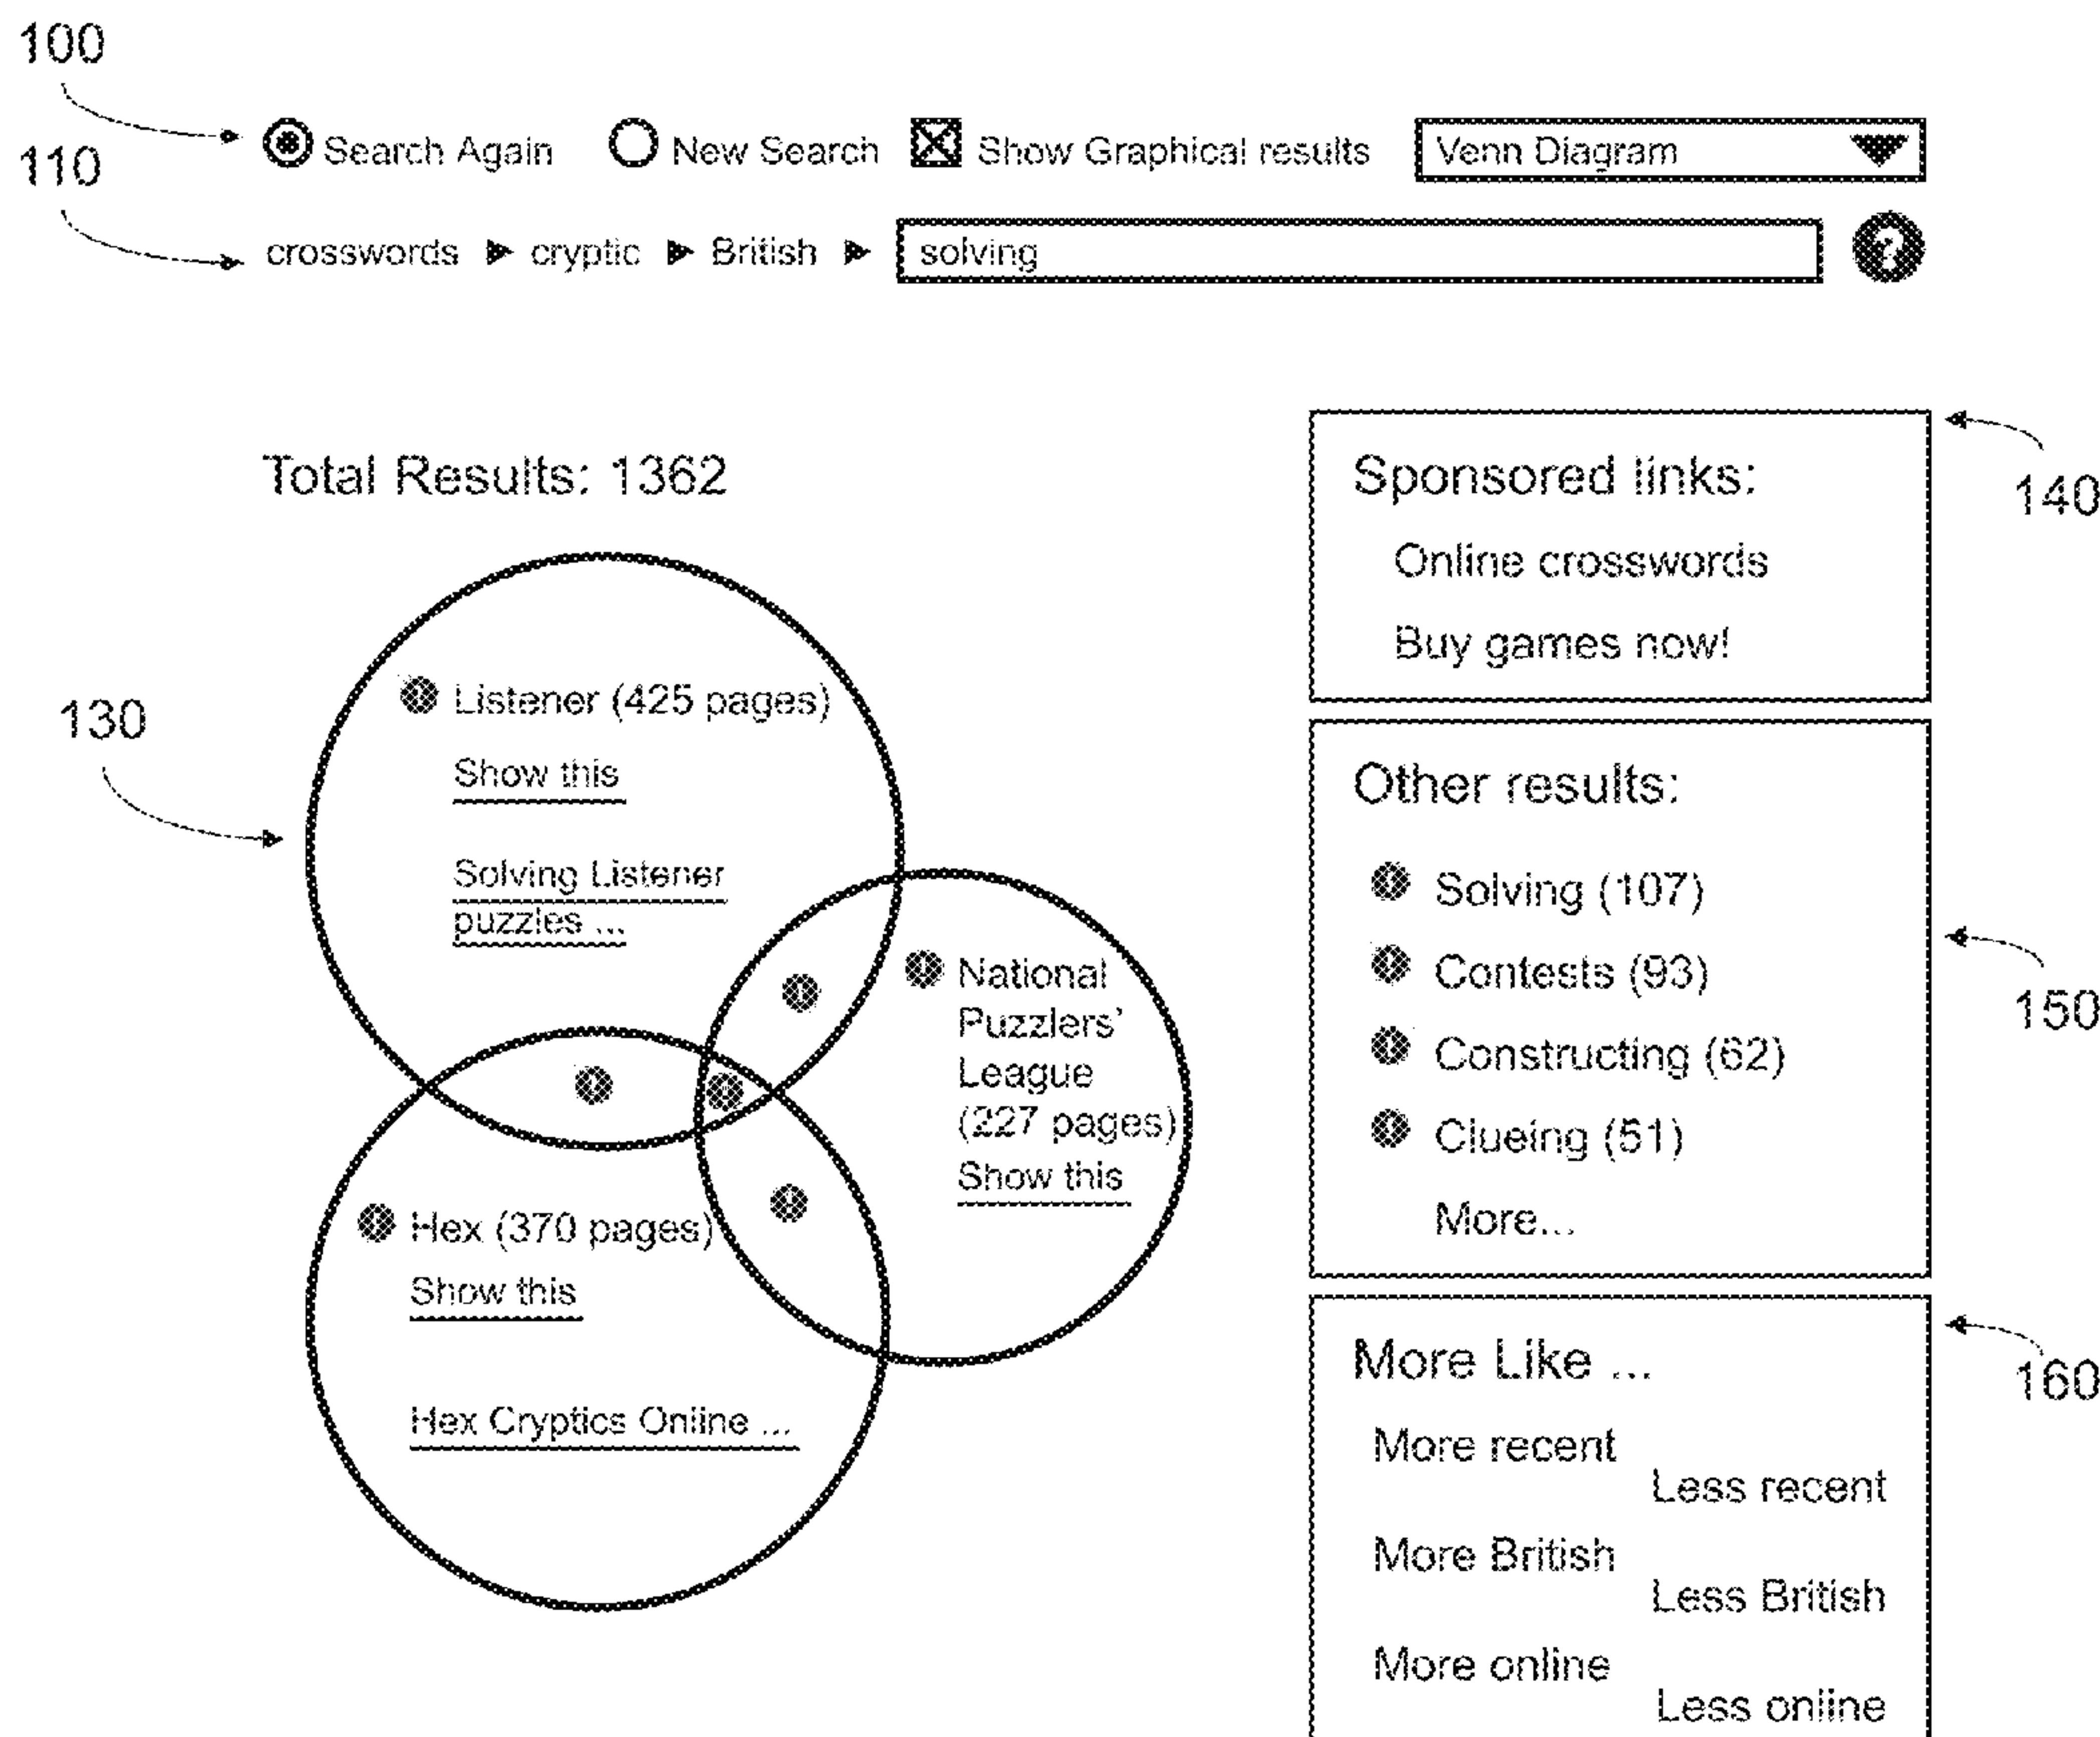 100
Search Again New Search Show Graphical results Venn Diagram
110
crosswords cryptic British solving
?
Total Results: 1362
130
Listener (425 pages)
Show this
Solving Listener
puzzles ...
National
Puzzlers'
League
(227 pages)
Show this
Hex (370 pages)
Show this
Hex Cryptics Online ...
Sponsored links:
Online crosswords
Buy games now!
140
Other results:
Solving (107)
Contests (93)
Constructing (62)
Clueing (51)
More...
150
More Like ...
More recent
Less recent
More British
Less British
More online
Less online
160